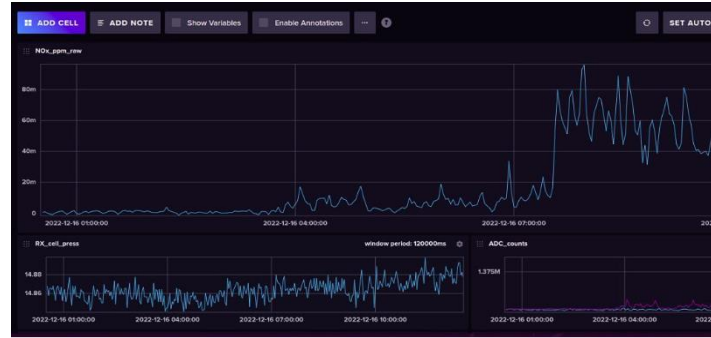 ADD CELL ADD NOTE Show Variables Enable Annotations ... SET AUTO
NOx_ppm_raw
80m
60m
40m
20m
0
2022-12-16 01:00:00 2022-12-16 04:00:00 2022-12-16 07:00:00 202
RX_cell_press window period: 120000ms
14.88
14.86
2022-12-16 01:00:00 2022-12-16 04:00:00 2022-12-16 07:00:00 2022-12-16 10:00:00
ADC_counts
1.375M
2022-12-16 01:00:00 2022-12-16 04:00:00 2022